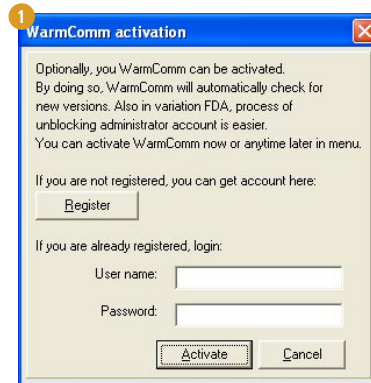 1
WarmComm activation
Optionally, you WarmComm can be activated.
By doing so, WarmComm will automatically check for
new versions. Also in variation FDA, process of
unblocking administrator account is easier.
You can activate WarmComm now or anytime later in menu.
If you are not registered, you can get account here:
Register
If you are already registered, login:
User name:
Password:
Activate Cancel